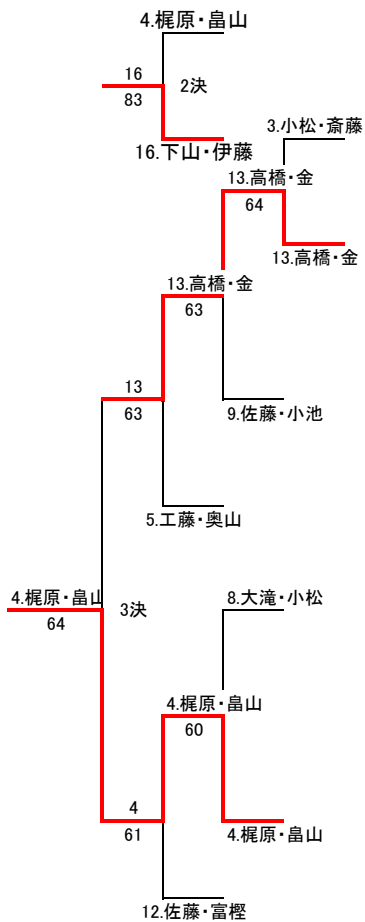 4.梶原・畠山
16
2決
83
3.小松・斎藤
16.下山・伊藤
13.高橋・金
64
13.高橋・金
13.高橋・金
63
13
63
9.佐藤・小池
5.工藤・奥山
4.梶原・畠山
8.大滝・小松
3決
64
4.梶原・畠山
60
4
61
4.梶原・畠山
12.佐藤・富樫